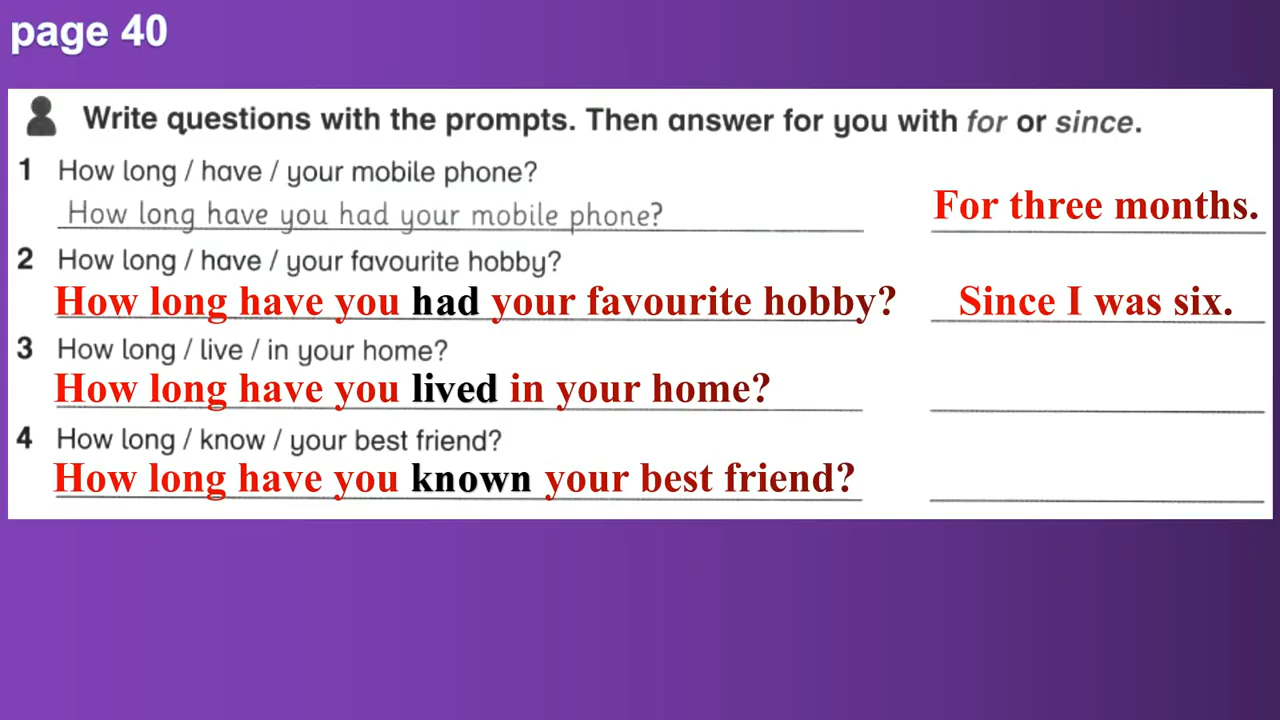 page 40
Write questions with the prompts. Then answer for you with for or since.
1 How long / have / your mobile phone?
How long have you had your mobile phone? For three months.
2 How long / have / your favourite hobby?
How long have you had your favourite hobby? Since I was six.
3 How long / live / in your home?
How long have you lived in your home?
4 How long / know / your best friend?
How long have you known your best friend?